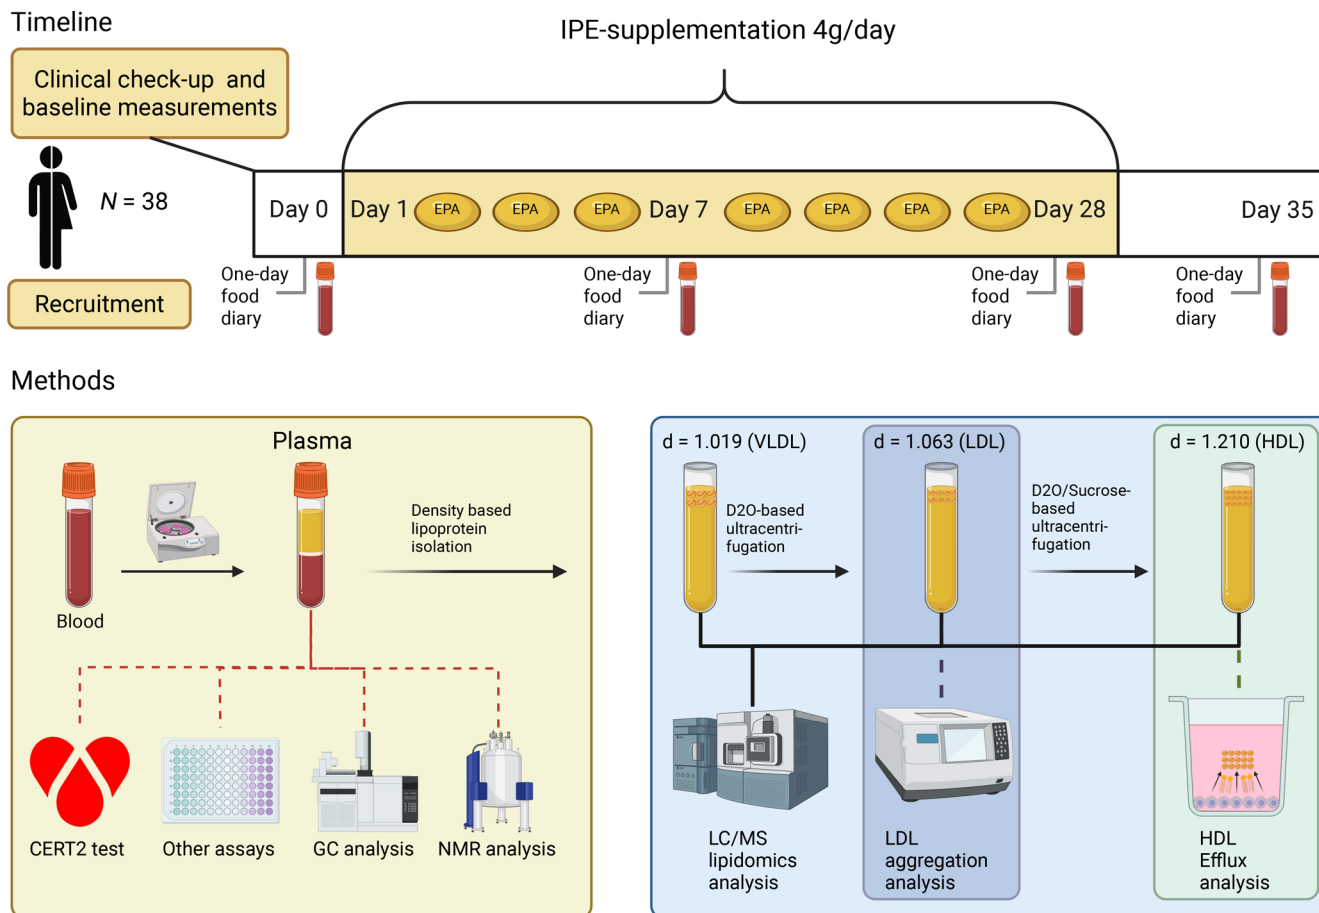 Timeline
IPE-supplementation 4g/day
Clinical check-up and
baseline measurements
N = 38
Recruitment
Day 0
Day 1
EPA
EPA
EPA
Day 7
EPA
EPA
EPA
EPA
Day 28
Day 35
One-day
food
diary
One-day
food
diary
One-day
food
diary
One-day
food
diary
Methods
Plasma
Blood
Density based
lipoprotein
isolation
CERT2 test
Other assays
GC analysis
NMR analysis
d = 1.019 (VLDL)
d = 1.063 (LDL)
d = 1.210 (HDL)
D2O-based
ultracentri-
fugation
D2O/Sucrose-
based
ultracentri-
fugation
LC/MS
lipidomics
analysis
LDL
aggregation
analysis
HDL
Efflux
analysis